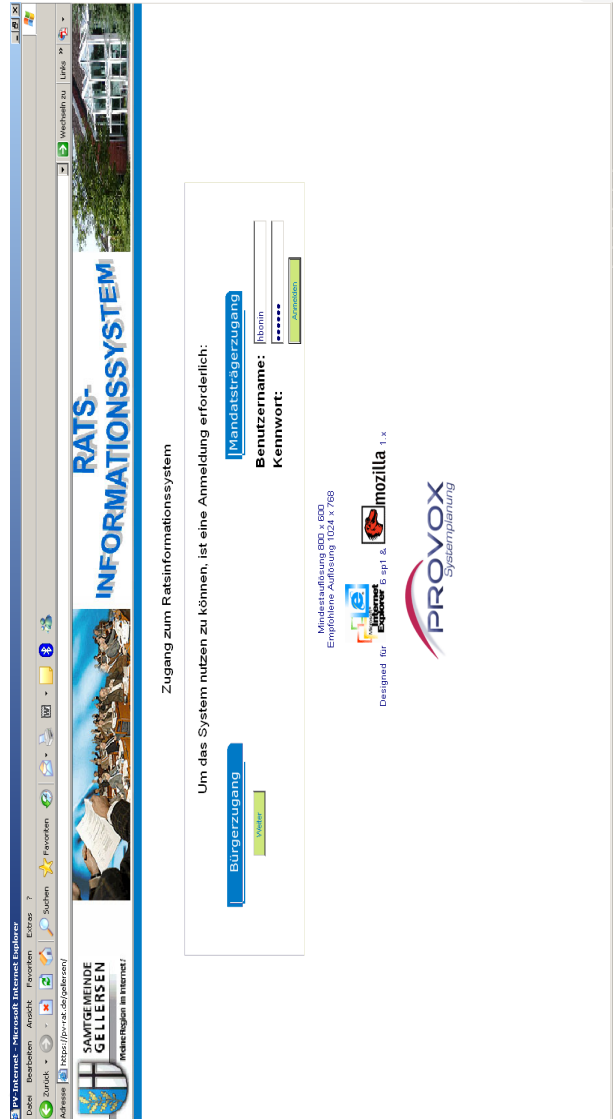 PV-Internet - Microsoft Internet Explorer
Datei Bearbeiten Ansicht Favoriten Extras ?
Zurück Suchen Favoriten
Adresse https://pv-rat.de/gellersen/ Wechseln zu Links »
SAMTGEMEINDE
GELLERSEN
Meine Region im Internet!
RATS-
INFORMATIONSSYSTEM
Zugang zum Ratsinformationssystem
Um das System nutzen zu können, ist eine Anmeldung erforderlich:
Bürgerzugang
Weiter
Mandatsträgerzugang
Benutzername: hbonin
Kennwort: ••••••
Anmelden
Mindestauflösung 800 x 600
Empfohlene Auflösung 1024 x 768
Designed für Microsoft Internet Explorer 6 sp1 & mozilla 1.x
PROVOX
Systemplanung